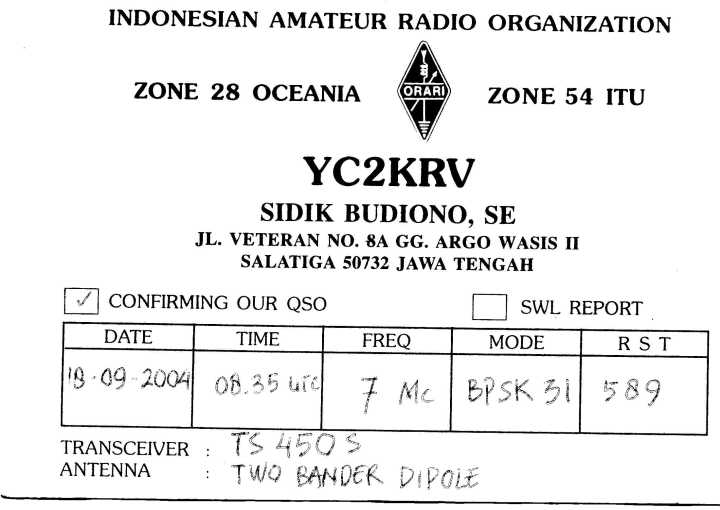 INDONESIAN AMATEUR RADIO ORGANIZATION
ZONE 28 OCEANIA ORARI ZONE 54 ITU
YC2KRV
SIDIK BUDIONO, SE
JL. VETERAN NO. 8A GG. ARGO WASIS II
SALATIGA 50732 JAWA TENGAH
✓ CONFIRMING OUR QSO SWL REPORT
DATE TIME FREQ MODE R S T
18-09-2004 08.35 UTC 7 Mc BPSK 31 589
TRANSCEIVER : TS 450 S
ANTENNA : TWO BANDER DIPOLE